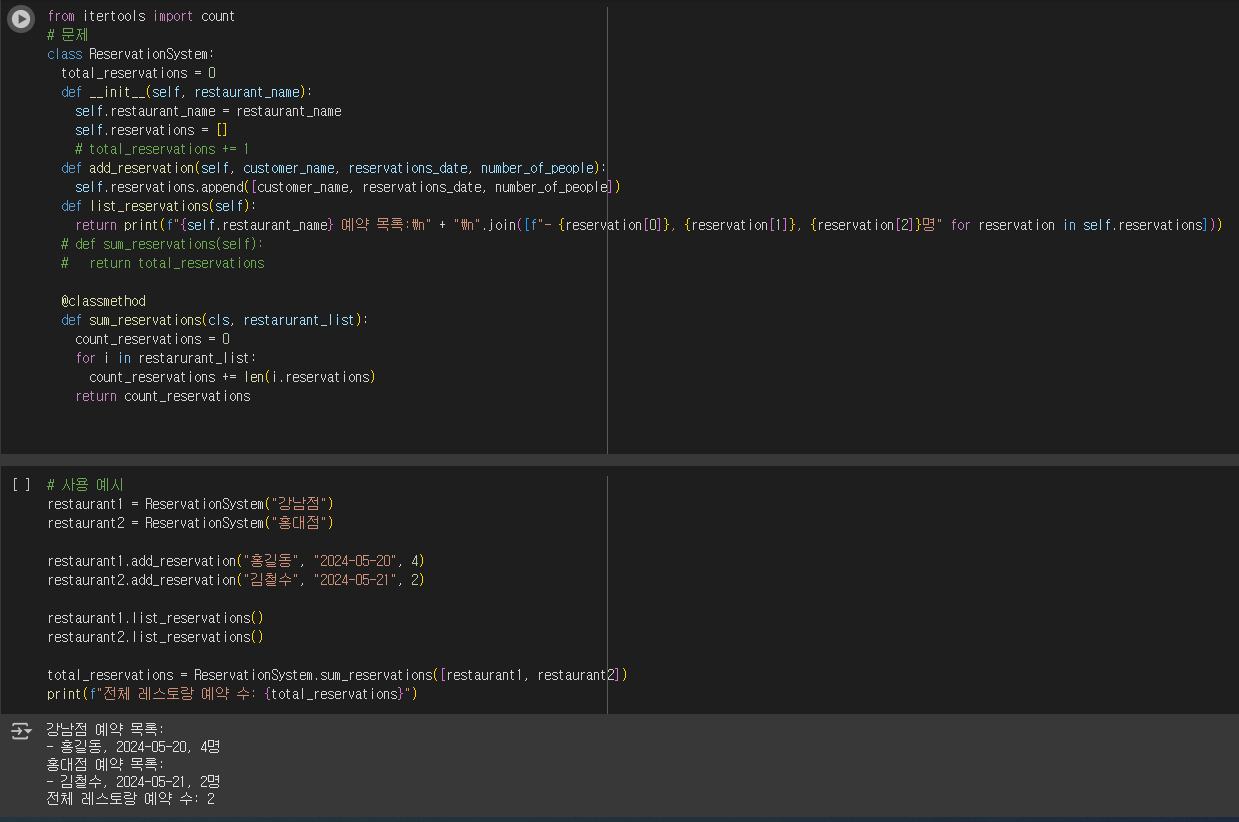 from itertools import count
# 문제
class ReservationSystem:
  total_reservations = 0
  def __init__(self, restaurant_name):
    self.restaurant_name = restaurant_name
    self.reservations = []
    # total_reservations += 1
  def add_reservation(self, customer_name, reservations_date, number_of_people):
    self.reservations.append([customer_name, reservations_date, number_of_people])
  def list_reservations(self):
    return print(f"{self.restaurant_name} 예약 목록:₩n" + "₩n".join([f"- {reservation[0]}, {reservation[1]}, {reservation[2]}명" for reservation in self.reservations]))
  # def sum_reservations(self):
  #   return total_reservations
  @classmethod
  def sum_reservations(cls, restarurant_list):
    count_reservations = 0
    for i in restarurant_list:
      count_reservations += len(i.reservations)
    return count_reservations
[ ] # 사용 예시
restaurant1 = ReservationSystem("강남점")
restaurant2 = ReservationSystem("홍대점")
restaurant1.add_reservation("홍길동", "2024-05-20", 4)
restaurant2.add_reservation("김철수", "2024-05-21", 2)
restaurant1.list_reservations()
restaurant2.list_reservations()
total_reservations = ReservationSystem.sum_reservations([restaurant1, restaurant2])
print(f"전체 레스토랑 예약 수: {total_reservations}")
강남점 예약 목록:
- 홍길동, 2024-05-20, 4명
홍대점 예약 목록:
- 김철수, 2024-05-21, 2명
전체 레스토랑 예약 수: 2